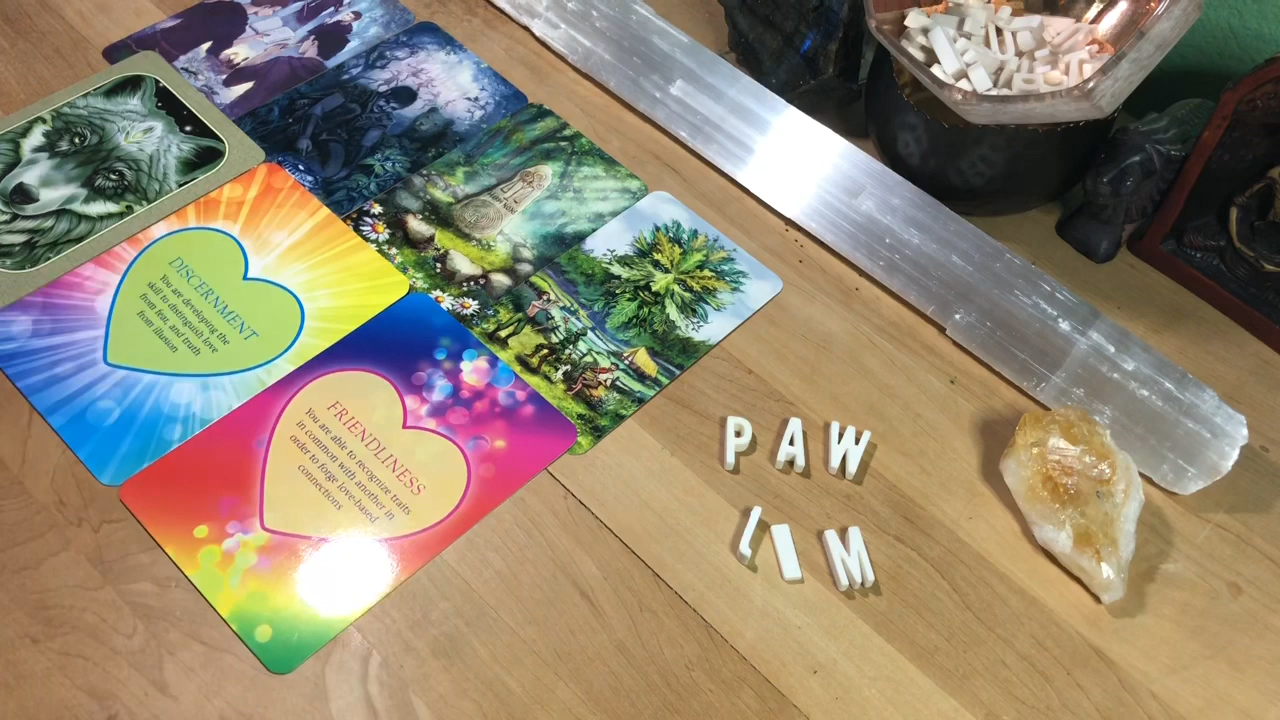 DISCERNMENT
You are developing the
skill to distinguish love
from fear, and truth
from illusion
FRIENDLINESS
You are able to recognize traits
in common with another in
order to forge love-based
connections
P A W
J I M